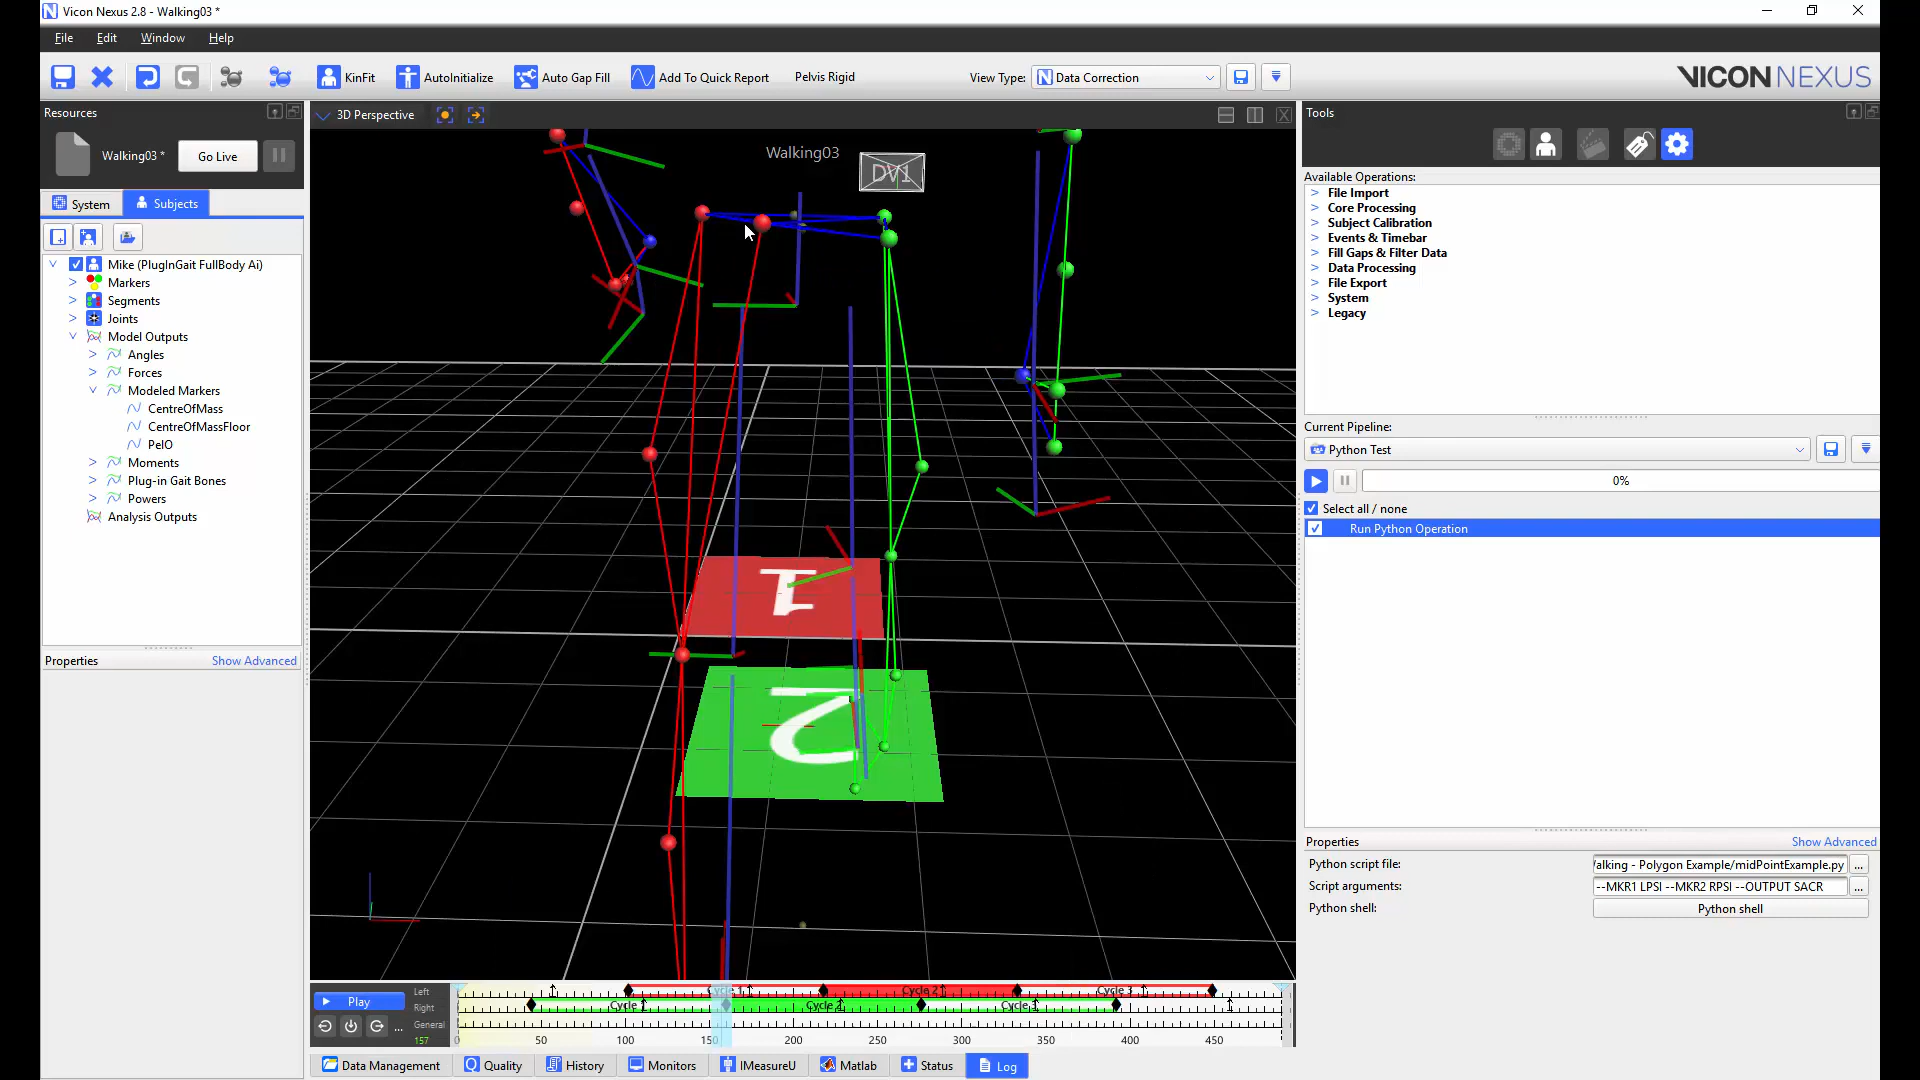 Vicon Nexus 2.8 - Walking03 *
File Edit Window Help
KinFit AutoInitialize Auto Gap Fill Add To Quick Report Pelvis Rigid View Type: Data Correction VICON NEXUS
Resources
Walking03 * Go Live
System Subjects
Mike (PlugInGait FullBody Ai)
Markers
Segments
Joints
Model Outputs
Angles
Forces
Modeled Markers
CentreOfMass
CentreOfMassFloor
PelO
Moments
Plug-in Gait Bones
Powers
Analysis Outputs
Properties Show Advanced
3D Perspective
Walking03
DV1
1
2
Play
Left
Right
General
157
Cycle 1 Cycle 2 Cycle 3
Cycle 1 Cycle 2 Cycle 3
0 50 100 150 200 250 300 350 400 450
Data Management Quality History Monitors IMeasureU Matlab Status Log
Tools
Available Operations:
File Import
Core Processing
Subject Calibration
Events & Timebar
Fill Gaps & Filter Data
Data Processing
File Export
System
Legacy
Current Pipeline:
Python Test
0%
Select all / none
Run Python Operation
Properties Show Advanced
Python script file: alking - Polygon Example/midPointExample.py ...
Script arguments: --MKR1 LPSI --MKR2 RPSI --OUTPUT SACR ...
Python shell: Python shell